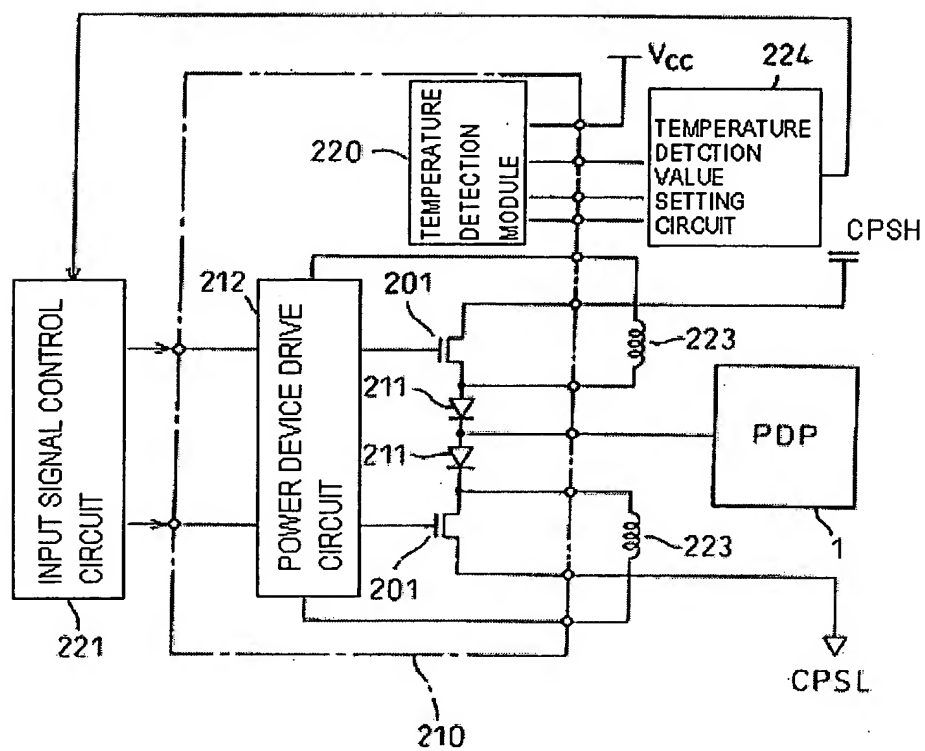 VCC
224
220
TEMPERATURE
DETECTION
MODULE
TEMPERATURE
DETCTION
VALUE
SETTING
CIRCUIT
CPSH
212
201
223
INPUT SIGNAL CONTROL
CIRCUIT
POWER DEVICE DRIVE
CIRCUIT
211
211
PDP
201
223
1
221
CPSL
210